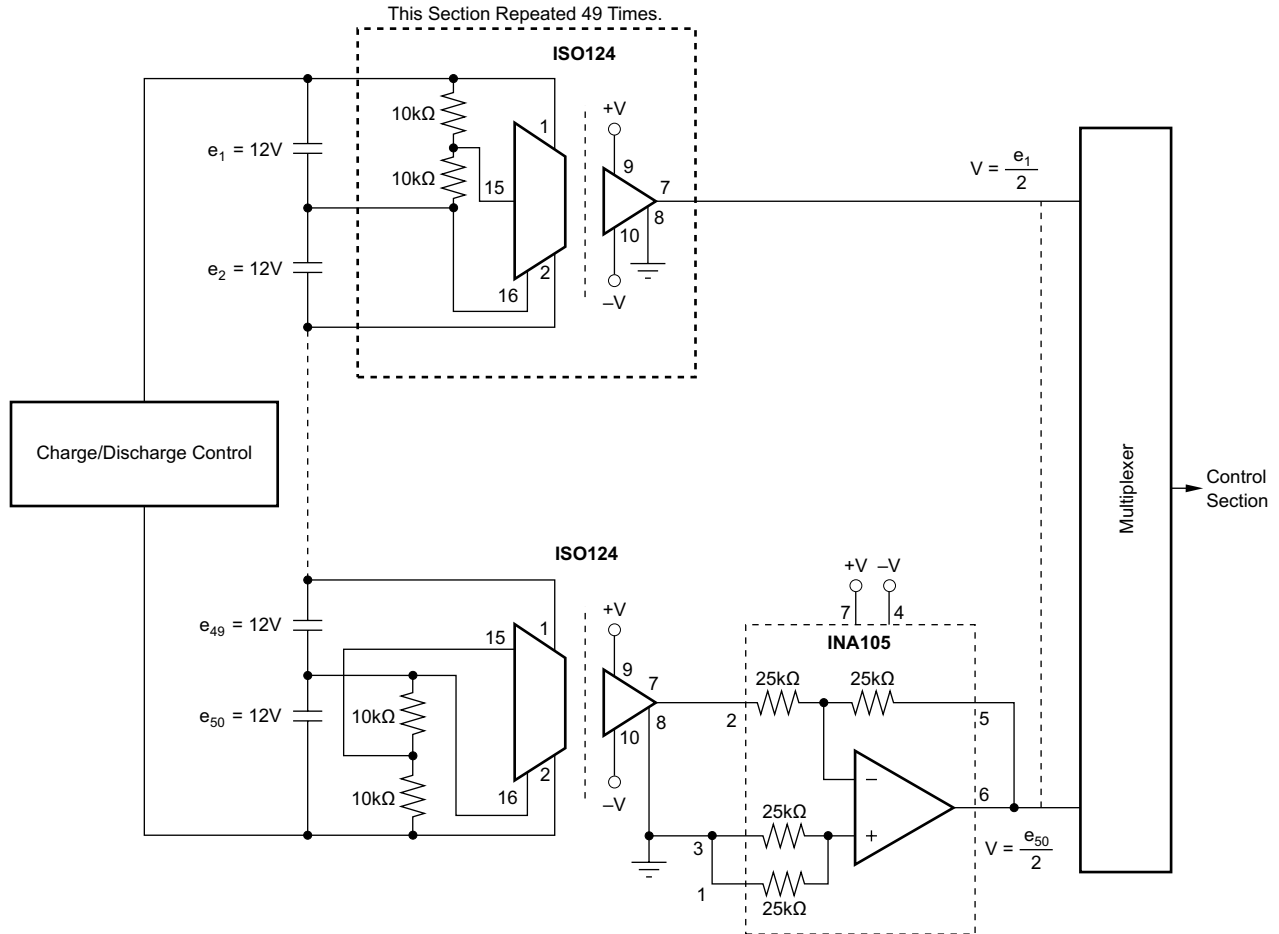 This Section Repeated 49 Times.
ISO124
+V
10kΩ
1
e1 = 12V
9
V = e1/2
10kΩ
15
7
8
10
e2 = 12V
2
16
–V
Charge/Discharge Control
Multiplexer
Control
Section
ISO124
+V –V
+V
7
4
e49 = 12V
15
1
INA105
9
7
25kΩ
25kΩ
8
2
5
e50 = 12V
10kΩ
10
2
–
10kΩ
16
–V
6
25kΩ
3
+
V = e50/2
1
25kΩ